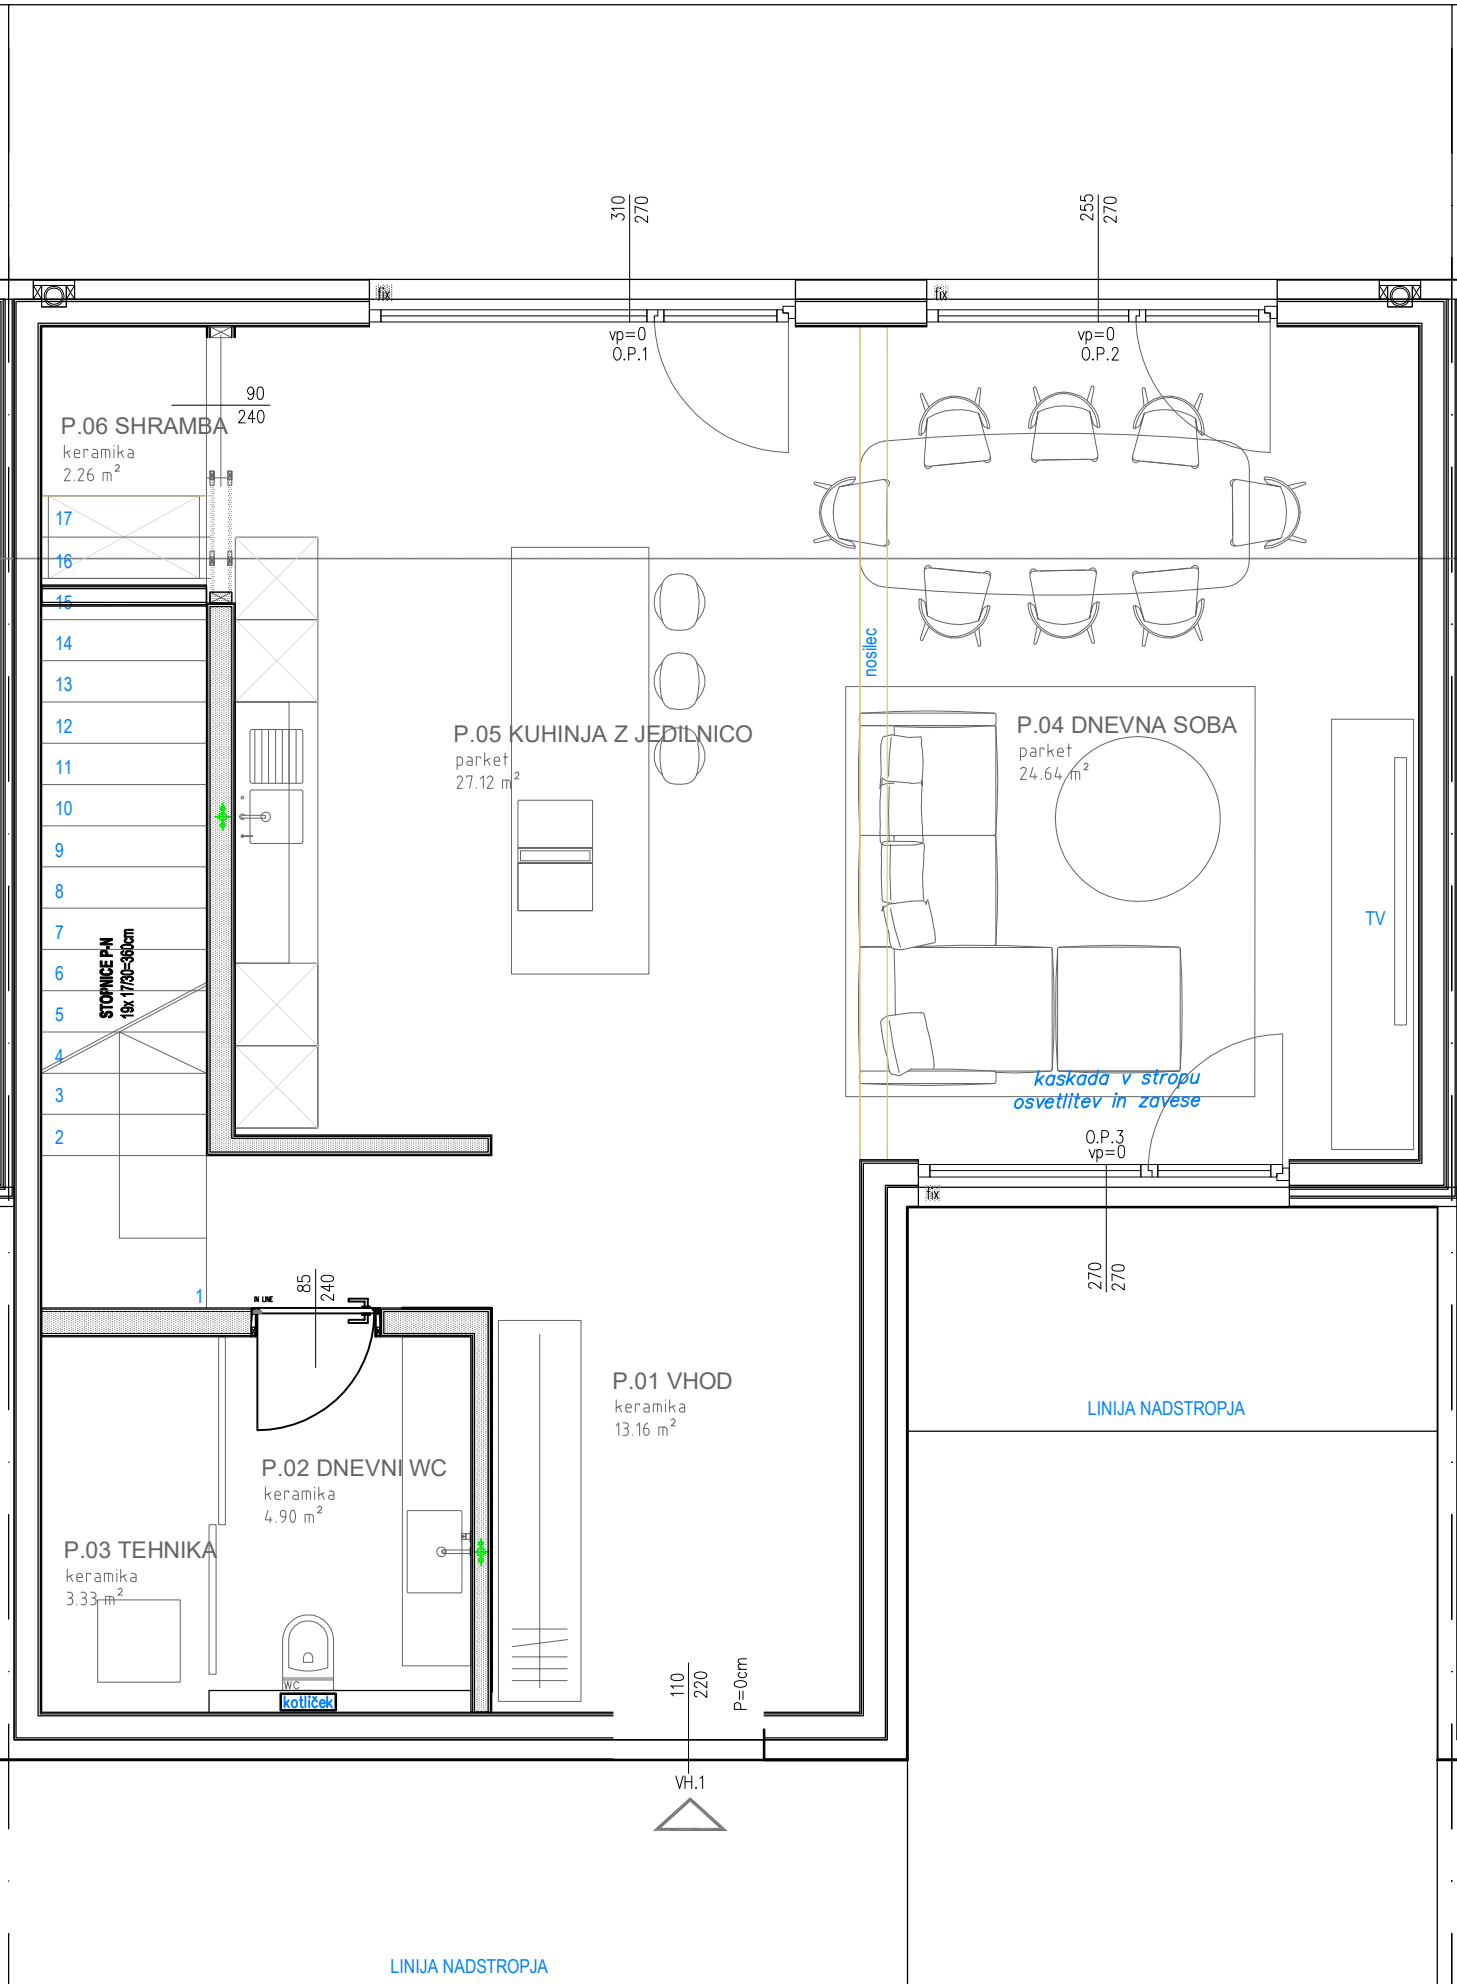 310
270
255
270
fix
fix
vp=0
O.P.1
vp=0
O.P.2
90
240
P.06 SHRAMBA
keramika
2.26 m²
17
16
15
14
13
12
11
10
9
8
7
6
5
4
3
2
1
STOPNICE P-N
19x 17/30=360cm
nosilec
P.05 KUHINJA Z JEDILNICO
parket
27.12 m²
P.04 DNEVNA SOBA
parket
24.64 m²
TV
kaskada v stropu
osvetlitev in zavese
O.P.3
vp=0
fix
270
270
85
240
IN LINE
P.01 VHOD
keramika
13.16 m²
LINIJA NADSTROPJA
P.02 DNEVNI WC
keramika
4.90 m²
P.03 TEHNIKA
keramika
3.33 m²
WC
kotliček
110
220
P=0cm
VH.1
LINIJA NADSTROPJA